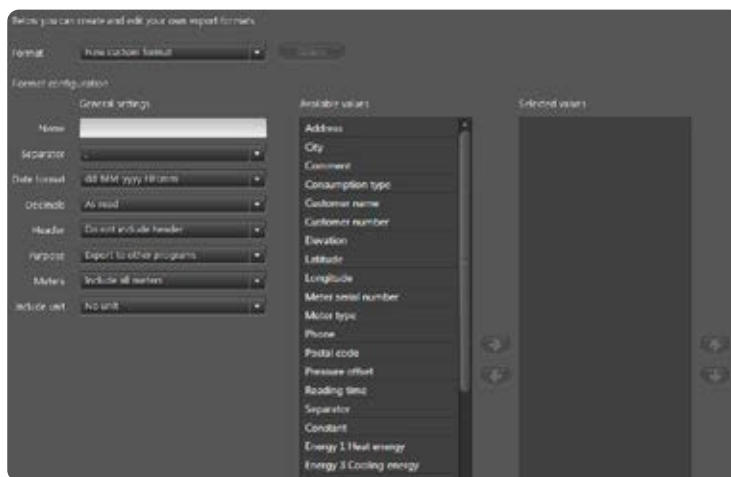 Below you can create and edit your own export formats
Format
New custom format
Format configuration
General settings
Name
Separator
Date format
dd MM yyyy HH:mm
Decimals
As read
Header
Do not include header
Purpose
Export to other programs
Meters
Include all meters
Include unit
No unit
Available values
Address
City
Comment
Consumption type
Customer name
Customer number
Elevation
Latitude
Longitude
Meter serial number
Meter type
Phone
Postal code
Pressure offset
Reading time
Separator
Constant
Energy 1 Heat energy
Energy 3 Cooling energy
Selected values